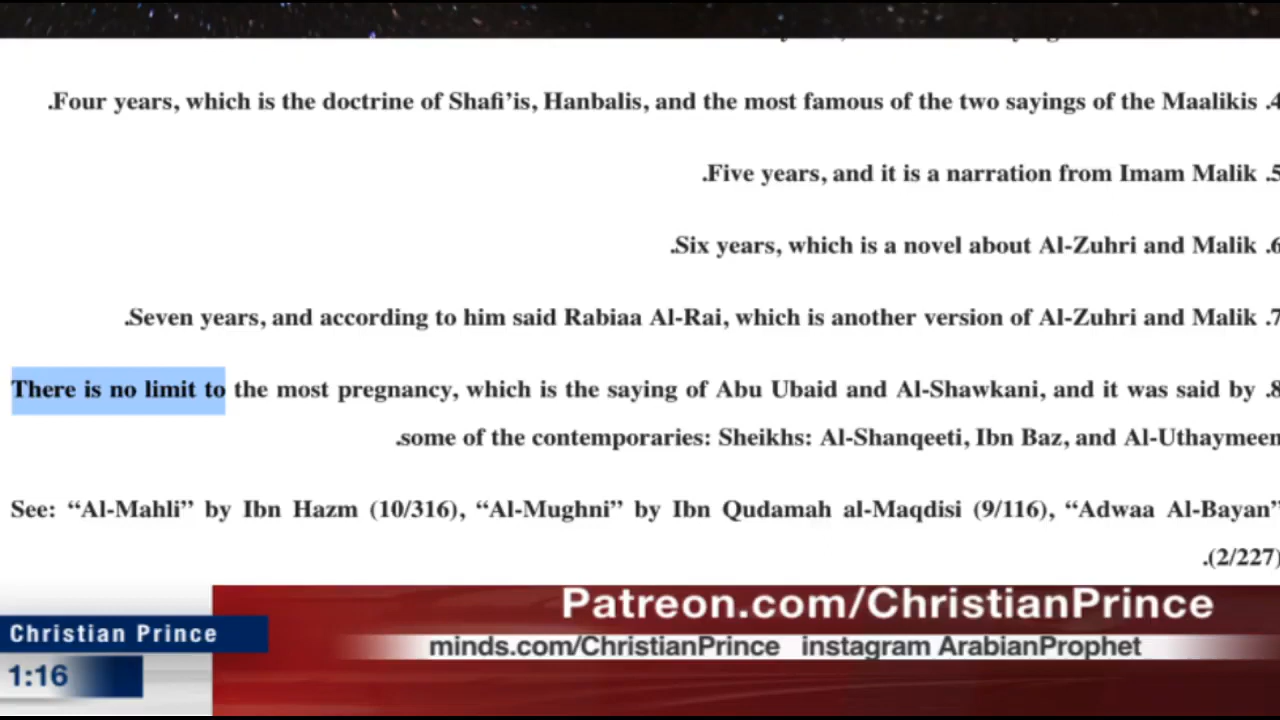 .Four years, which is the doctrine of Shafi’is, Hanbalis, and the most famous of the two sayings of the Maalikis .4
.Five years, and it is a narration from Imam Malik .5
.Six years, which is a novel about Al-Zuhri and Malik .6
.Seven years, and according to him said Rabiaa Al-Rai, which is another version of Al-Zuhri and Malik .7
There is no limit to the most pregnancy, which is the saying of Abu Ubaid and Al-Shawkani, and it was said by .8
.some of the contemporaries: Sheikhs: Al-Shanqeeti, Ibn Baz, and Al-Uthaymeen
See: “Al-Mahli” by Ibn Hazm (10/316), “Al-Mughni” by Ibn Qudamah al-Maqdisi (9/116), “Adwaa Al-Bayan”
.(2/227)
Patreon.com/ChristianPrince
Christian Prince
minds.com/ChristianPrince instagram ArabianProphet
1:16